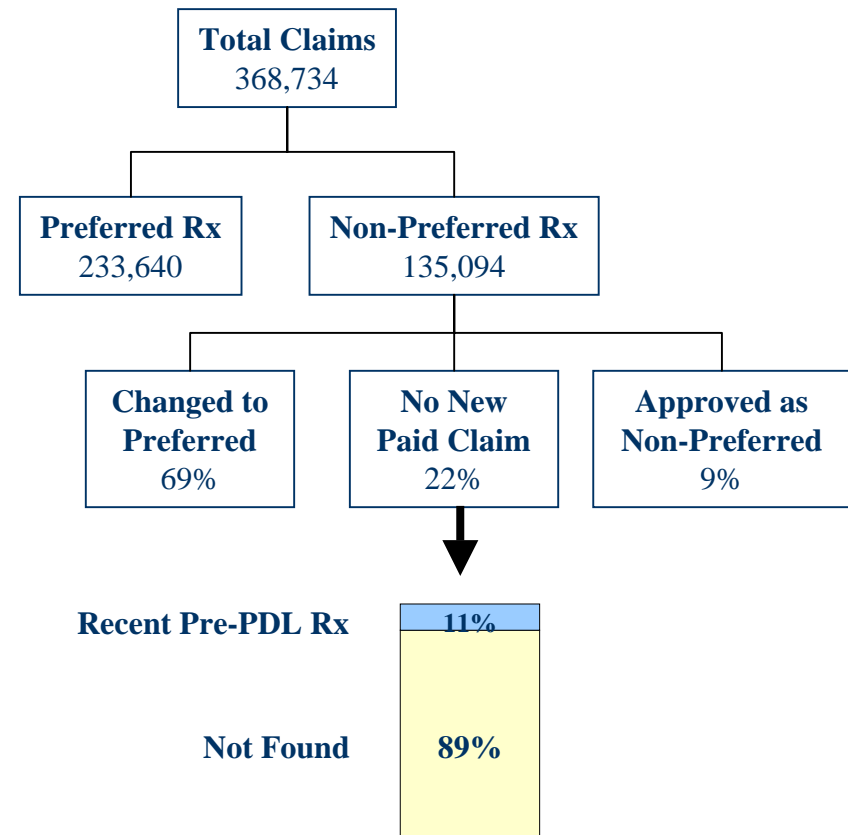 Total Claims
368,734
Preferred Rx
233,640
Non-Preferred Rx
135,094
Changed to
Preferred
69%
No New
Paid Claim
22%
Approved as
Non-Preferred
9%
Recent Pre-PDL Rx
11%
Not Found
89%